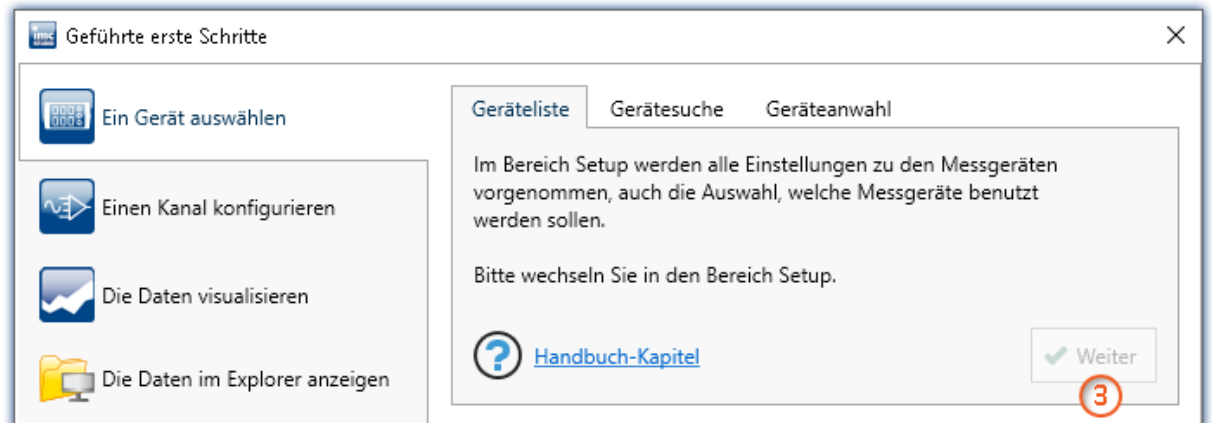 ims Geführte erste Schritte
Ein Gerät auswählen
Einen Kanal konfigurieren
Die Daten visualisieren
Die Daten im Explorer anzeigen
Geräteliste Gerätesuche Geräteanwahl
Im Bereich Setup werden alle Einstellungen zu den Messgeräten
vorgenommen, auch die Auswahl, welche Messgeräte benutzt
werden sollen.
Bitte wechseln Sie in den Bereich Setup.
? Handbuch-Kapitel
Weiter
3